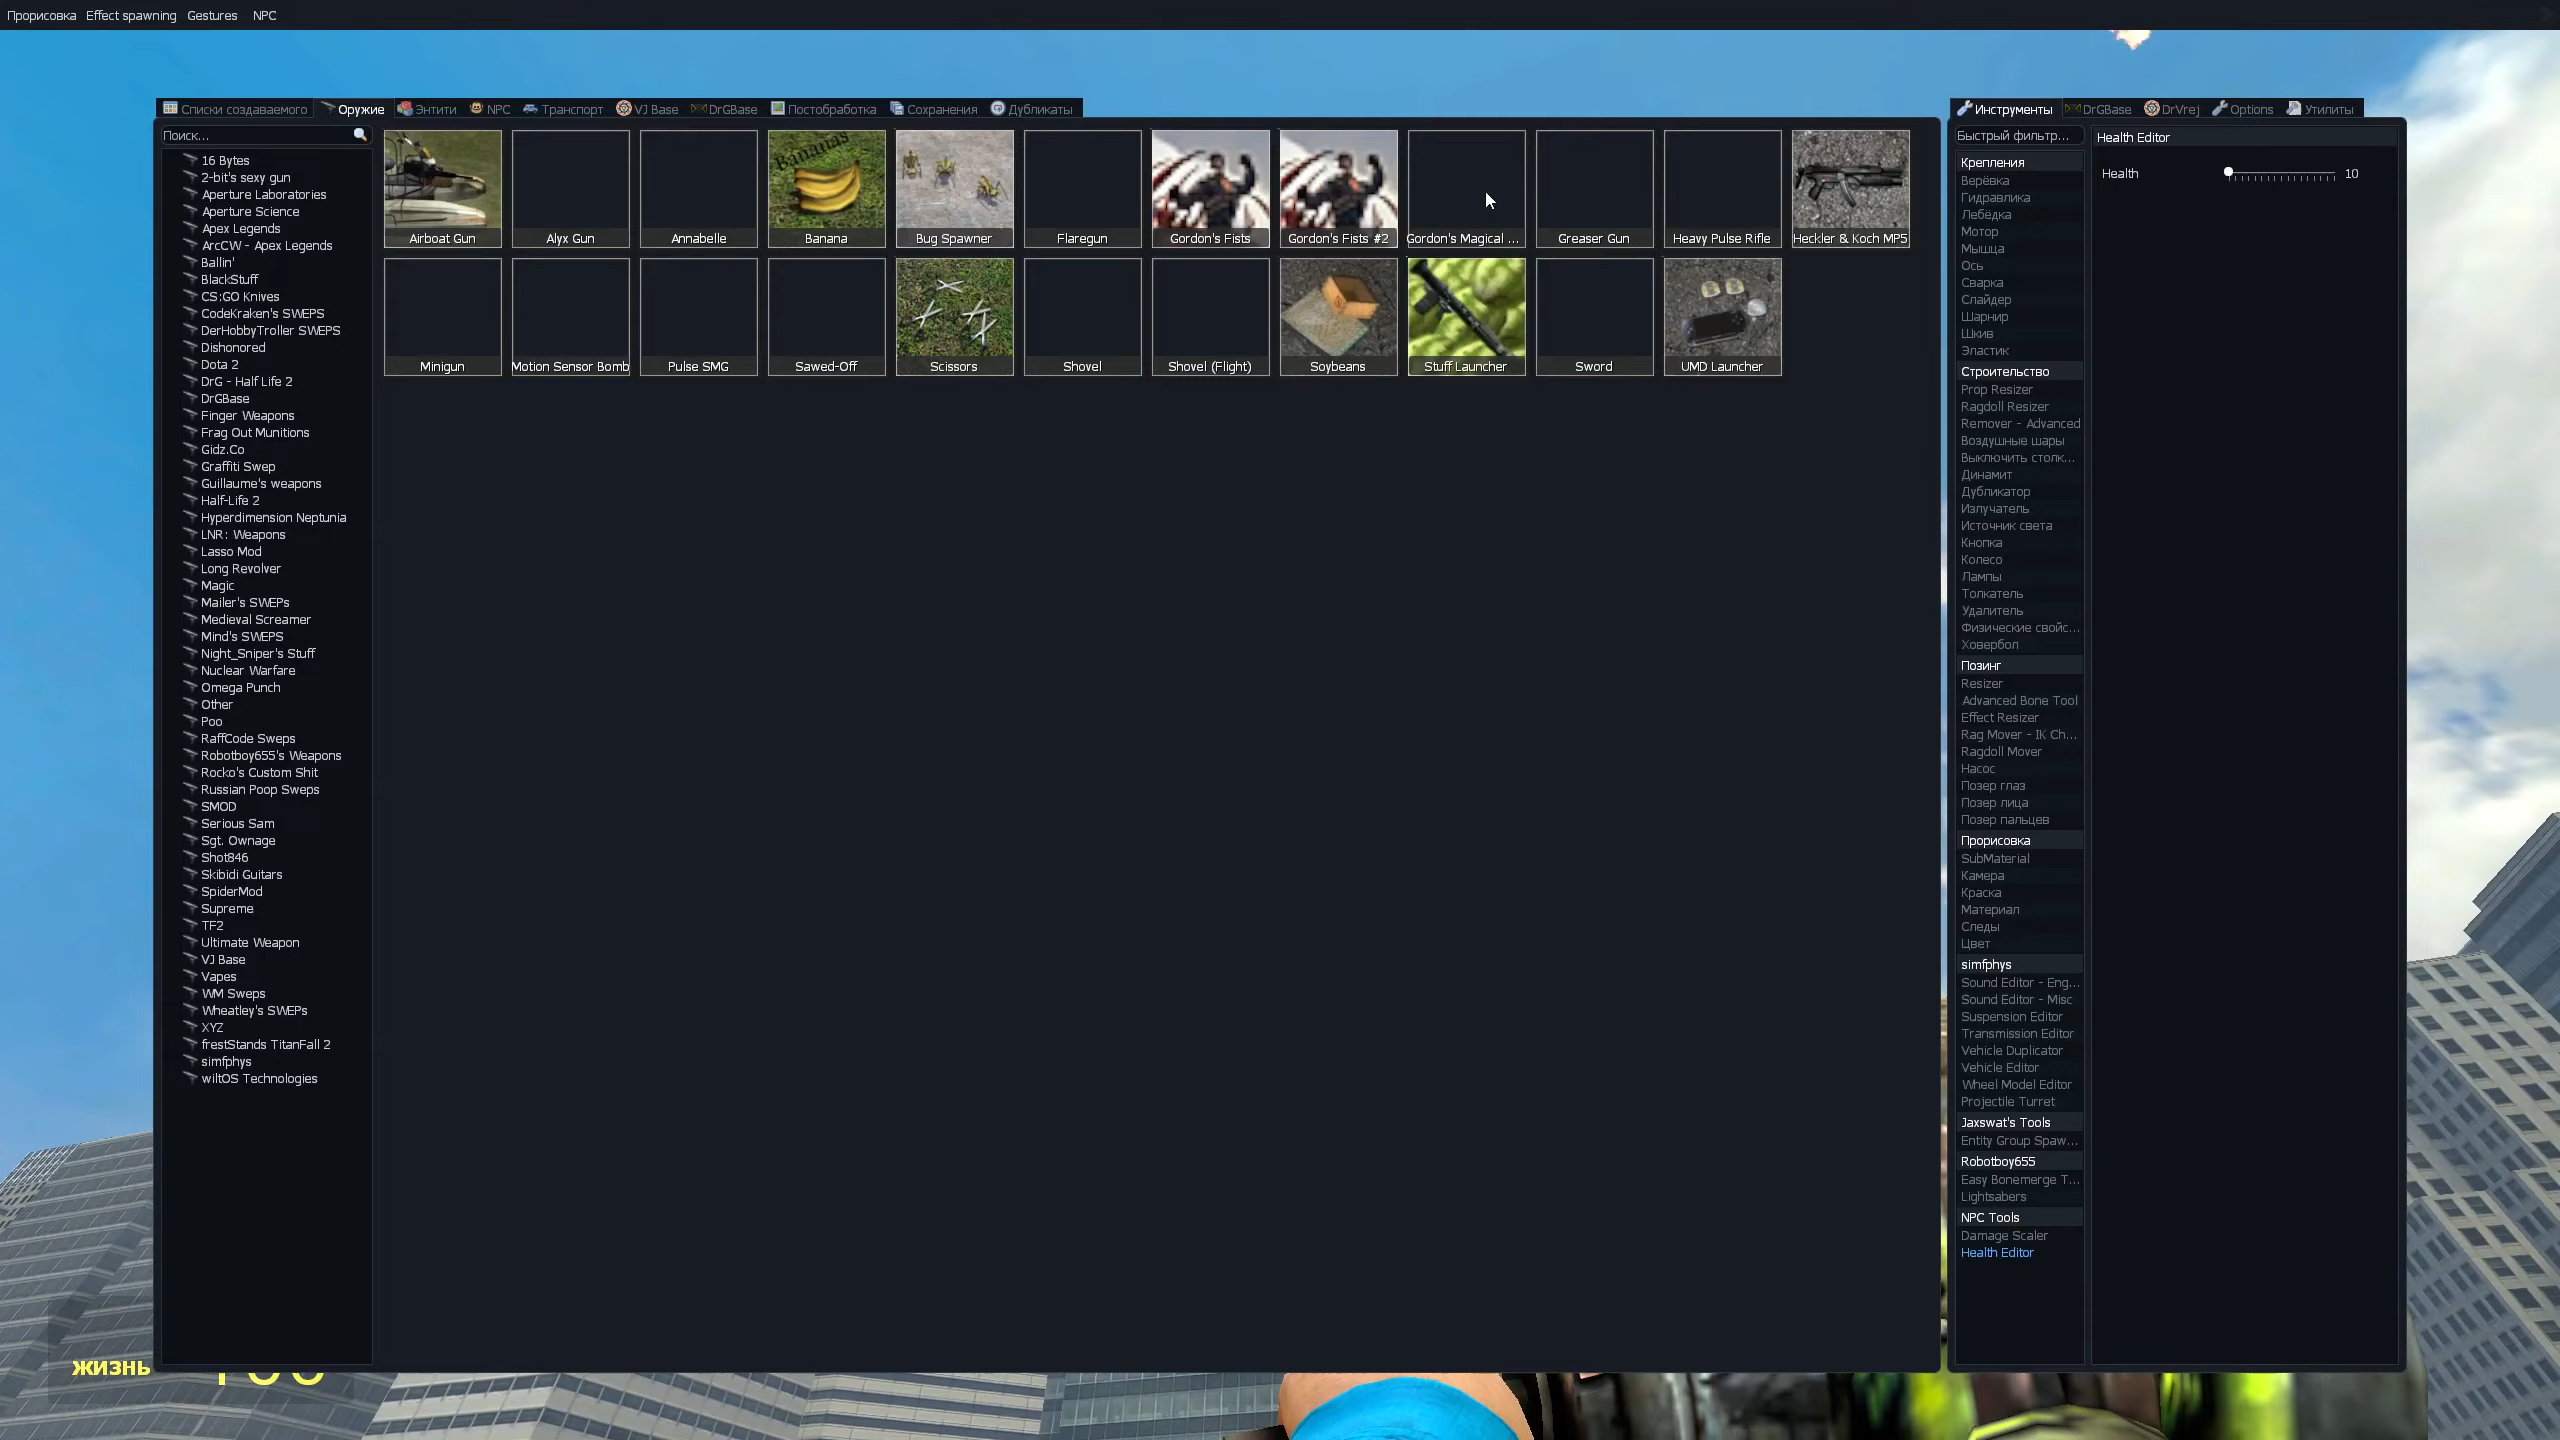 Прорисовка Effect spawning Gestures NPC
Списки создаваемого Оружие Энтити NPC Транспорт VJ Base DrGBase Постобработка Сохранения Дубликаты
Поиск...
16 Bytes
2-bit's sexy gun
Aperture Laboratories
Aperture Science
Apex Legends
ArcCW - Apex Legends
Ballin'
BlackStuff
CS:GO Knives
CodeKraken's SWEPS
DerHobbyTroller SWEPS
Dishonored
Dota 2
DrG - Half Life 2
DrGBase
Finger Weapons
Frag Out Munitions
Gidz.Co
Graffiti Swep
Guillaume's weapons
Half-Life 2
Hyperdimension Neptunia
LNR: Weapons
Lasso Mod
Long Revolver
Magic
Mailer's SWEPs
Medieval Screamer
Mind's SWEPS
Night_Sniper's Stuff
Nuclear Warfare
Omega Punch
Other
Poo
RaffCode Sweps
Robotboy655's Weapons
Rocko's Custom Shit
Russian Poop Sweps
SMOD
Serious Sam
Sgt. Ownage
Shot846
Skibidi Guitars
SpiderMod
Supreme
TF2
Ultimate Weapon
VJ Base
Vapes
WM Sweps
Wheatley's SWEPs
XYZ
frestStands TitanFall 2
simfphys
wiltOS Technologies
Bananas
Airboat Gun Alyx Gun Annabelle Banana Bug Spawner Flaregun Gordon's Fists Gordon's Fists #2 Gordon's Magical ... Greaser Gun Heavy Pulse Rifle Heckler & Koch MP5
Minigun Motion Sensor Bomb Pulse SMG Sawed-Off Scissors Shovel Shovel (Flight) Soybeans Stuff Launcher Sword UMD Launcher
Инструменты DrGBase DrVrej Options Утилиты
Быстрый фильтр...
Крепления
Верёвка
Гидравлика
Лебёдка
Мотор
Мышца
Ось
Сварка
Слайдер
Шарнир
Шкив
Эластик
Строительство
Prop Resizer
Ragdoll Resizer
Remover - Advanced
Воздушные шары
Выключить столк...
Динамит
Дубликатор
Излучатель
Источник света
Кнопка
Колесо
Лампы
Толкатель
Удалитель
Физические свойс...
Ховербол
Позинг
Resizer
Advanced Bone Tool
Effect Resizer
Rag Mover - IK Ch...
Ragdoll Mover
Насос
Позер глаз
Позер лица
Позер пальцев
Прорисовка
SubMaterial
Камера
Краска
Материал
Следы
Цвет
simfphys
Sound Editor - Eng...
Sound Editor - Misc
Suspension Editor
Transmission Editor
Vehicle Duplicator
Vehicle Editor
Wheel Model Editor
Projectile Turret
Jaxswat's Tools
Entity Group Spaw...
Robotboy655
Easy Bonemerge T...
Lightsabers
NPC Tools
Damage Scaler
Health Editor
Health Editor
Health 10
ЖИЗНЬ